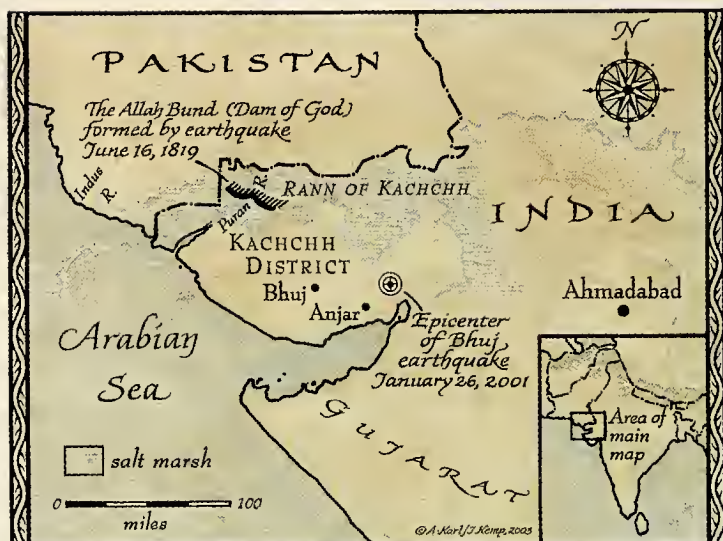 N
PAKISTAN
The Allah Bund (Dam of God)
formed by earthquake
June 16, 1819
Indus
R.
Puran R.
RANN OF KACHCHH
INDIA
KACHCHH
DISTRICT
Bhuj
Anjar
Ahmadabad
Epicenter
of Bhuj
earthquake
January 26, 2001
Arabian
Sea
GUJARAT
Area of
main
map
salt marsh
0 100
miles
©A.Karl/J.Kemp, 2003